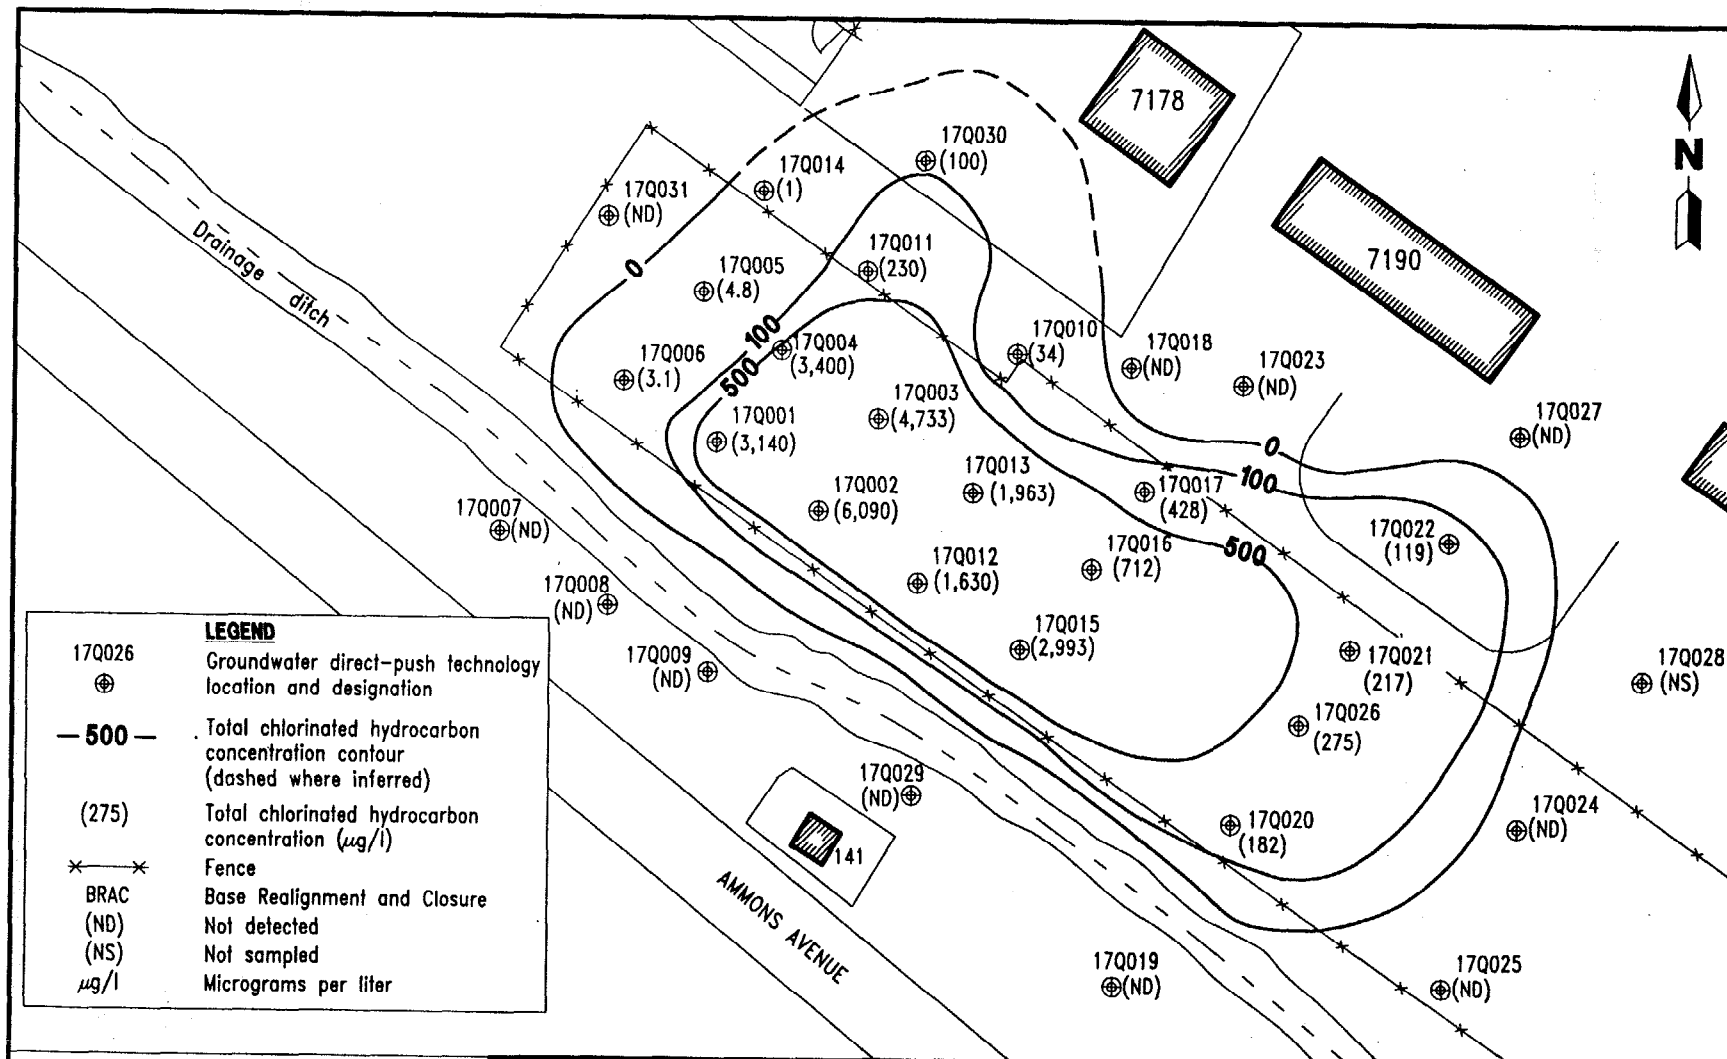 7178
N
17Q030
(100)
17Q014
(1)
17Q031
(ND)
7190
Drainage ditch
0
17Q011
(230)
17Q005
(4.8)
100
17Q004
(3,400)
17Q010
(34)
17Q018
(ND)
17Q023
(ND)
17Q006
(3.1)
500
17Q003
(4,733)
17Q027
(ND)
17Q001
(3,140)
0
17Q013
(1,963)
100
17Q017
(428)
17Q002
(6,090)
17Q007
(ND)
17Q022
(119)
500
17Q016
(712)
17Q012
(1,630)
17Q008
(ND)
17Q015
(2,993)
17Q009
(ND)
17Q021
(217)
17Q028
(NS)
17Q026
(275)
17Q029
(ND)
17Q020
(182)
17Q024
(ND)
141
AMMONS AVENUE
17Q019
(ND)
17Q025
(ND)
LEGEND
17Q026
Groundwater direct-push technology
location and designation
500
Total chlorinated hydrocarbon
concentration contour
(dashed where inferred)
(275)
Total chlorinated hydrocarbon
concentration (µg/l)
Fence
BRAC
Base Realignment and Closure
(ND)
Not detected
(NS)
Not sampled
µg/l
Micrograms per liter